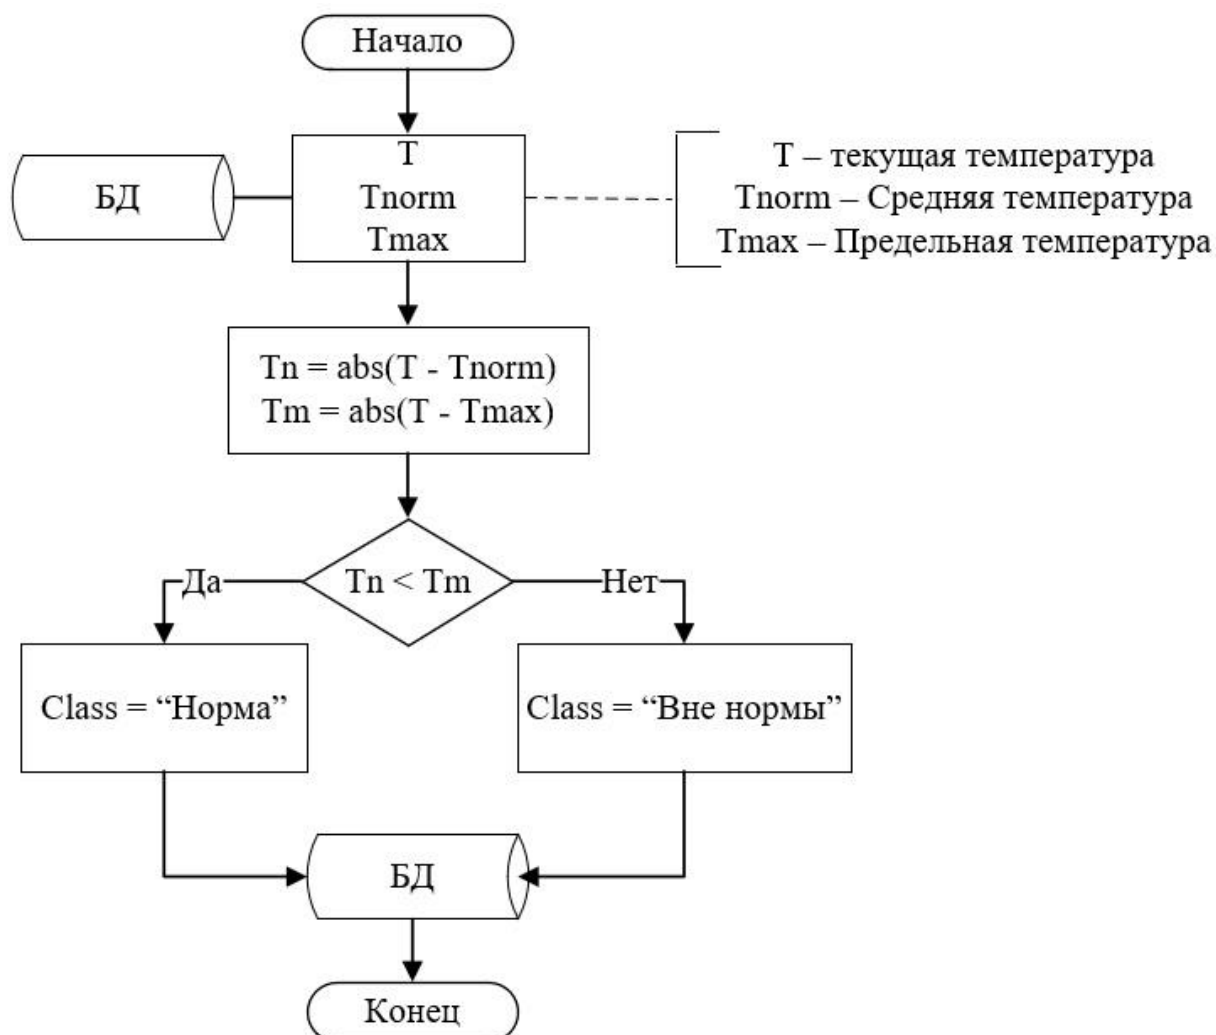 Начало
БД
T
Tnorm
Tmax
T – текущая температура
Tnorm – Средняя температура
Tmax – Предельная температура
Tn = abs(T - Tnorm)
Tm = abs(T - Tmax)
Да
Tn < Tm
Нет
Class = “Норма”
Class = “Вне нормы”
БД
Конец